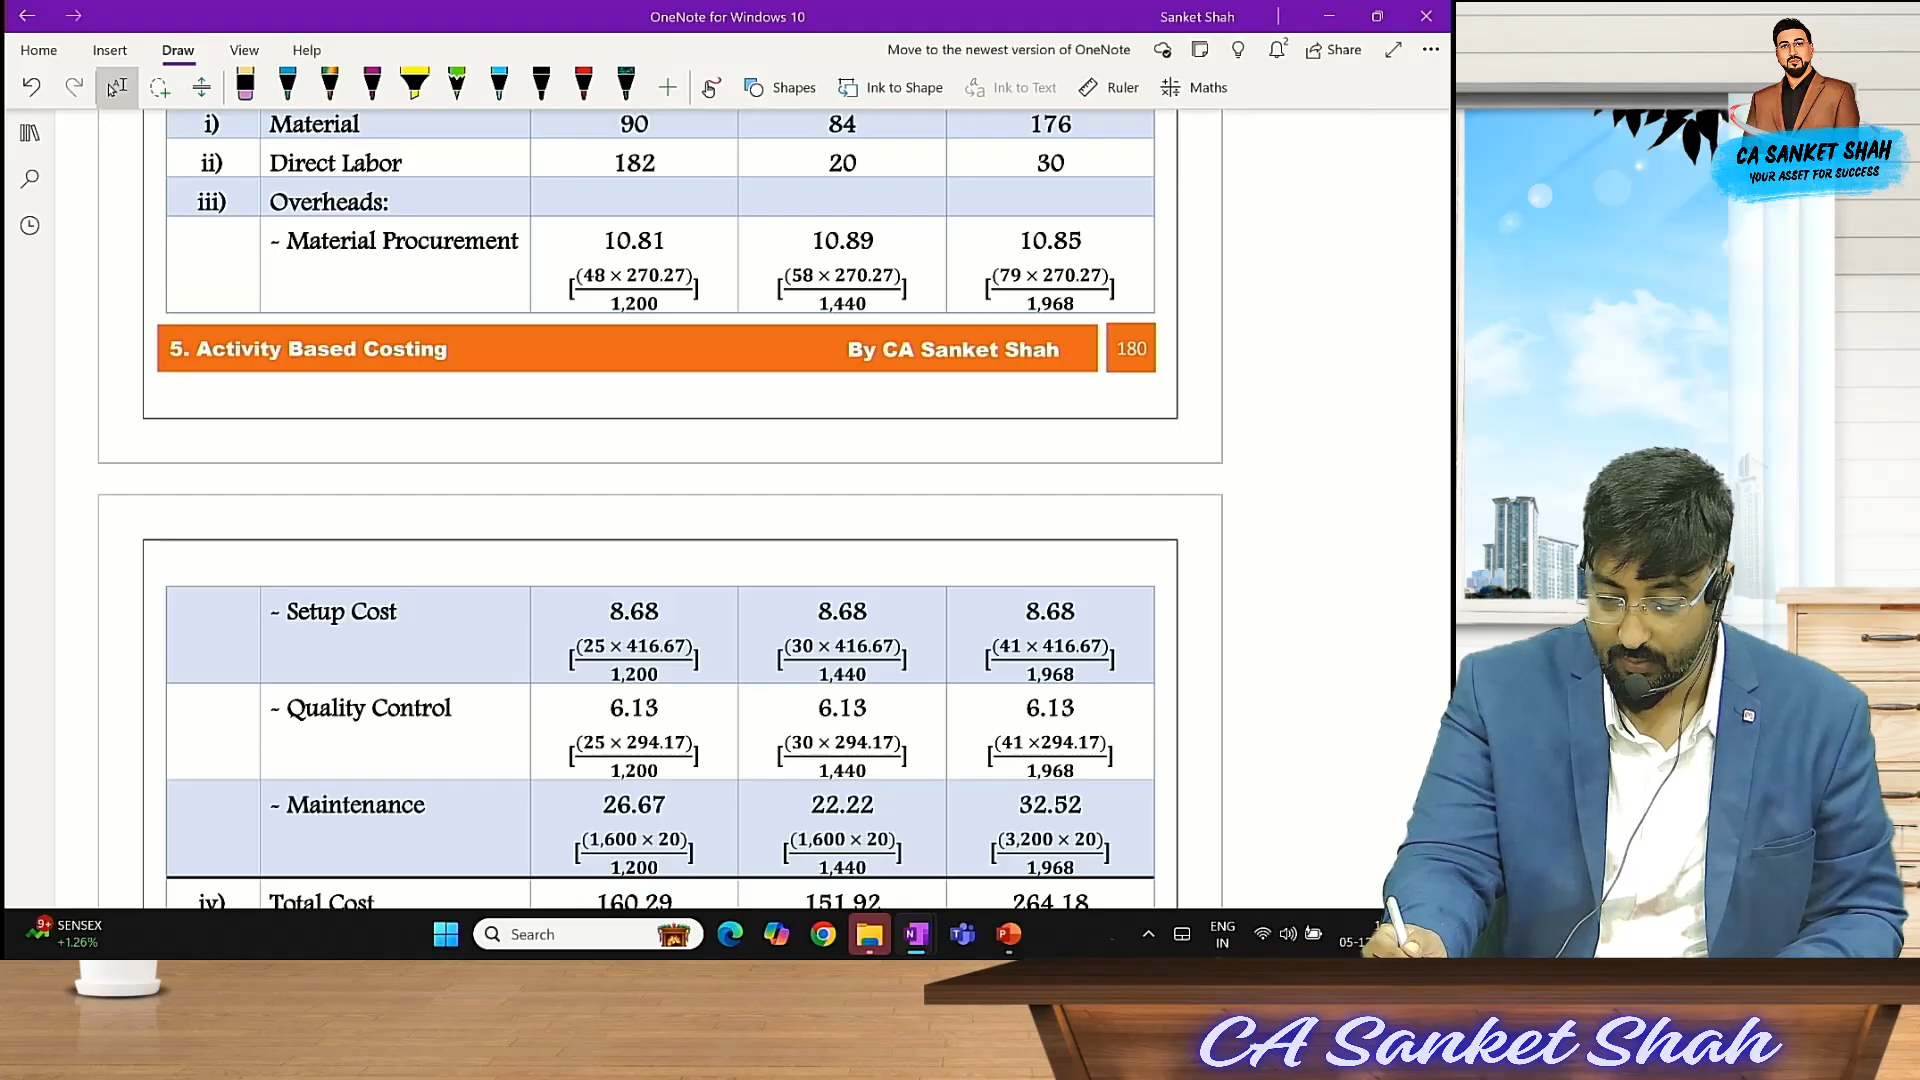 OneNote for Windows 10
Sanket Shah
Home Insert Draw View Help
Move to the newest version of OneNote
2
Share
Shapes
Ink to Shape
Ink to Text
Ruler
Maths
CA SANKET SHAH
YOUR ASSET FOR SUCCESS
i) Material 90 84 176
ii) Direct Labor 182 20 30
iii) Overheads:
- Material Procurement 10.81 10.89 10.85
[(48 × 270.27) / 1,200] [(58 × 270.27) / 1,440] [(79 × 270.27) / 1,968]
5. Activity Based Costing By CA Sanket Shah 180
- Setup Cost 8.68 8.68 8.68
[(25 × 416.67) / 1,200] [(30 × 416.67) / 1,440] [(41 × 416.67) / 1,968]
- Quality Control 6.13 6.13 6.13
[(25 × 294.17) / 1,200] [(30 × 294.17) / 1,440] [(41 ×294.17) / 1,968]
- Maintenance 26.67 22.22 32.52
[(1,600 × 20) / 1,200] [(1,600 × 20) / 1,440] [(3,200 × 20) / 1,968]
iv) Total Cost 160.29 151.92 264.18
9+
SENSEX
+1.26%
Search
ENG
IN
CA Sanket Shah